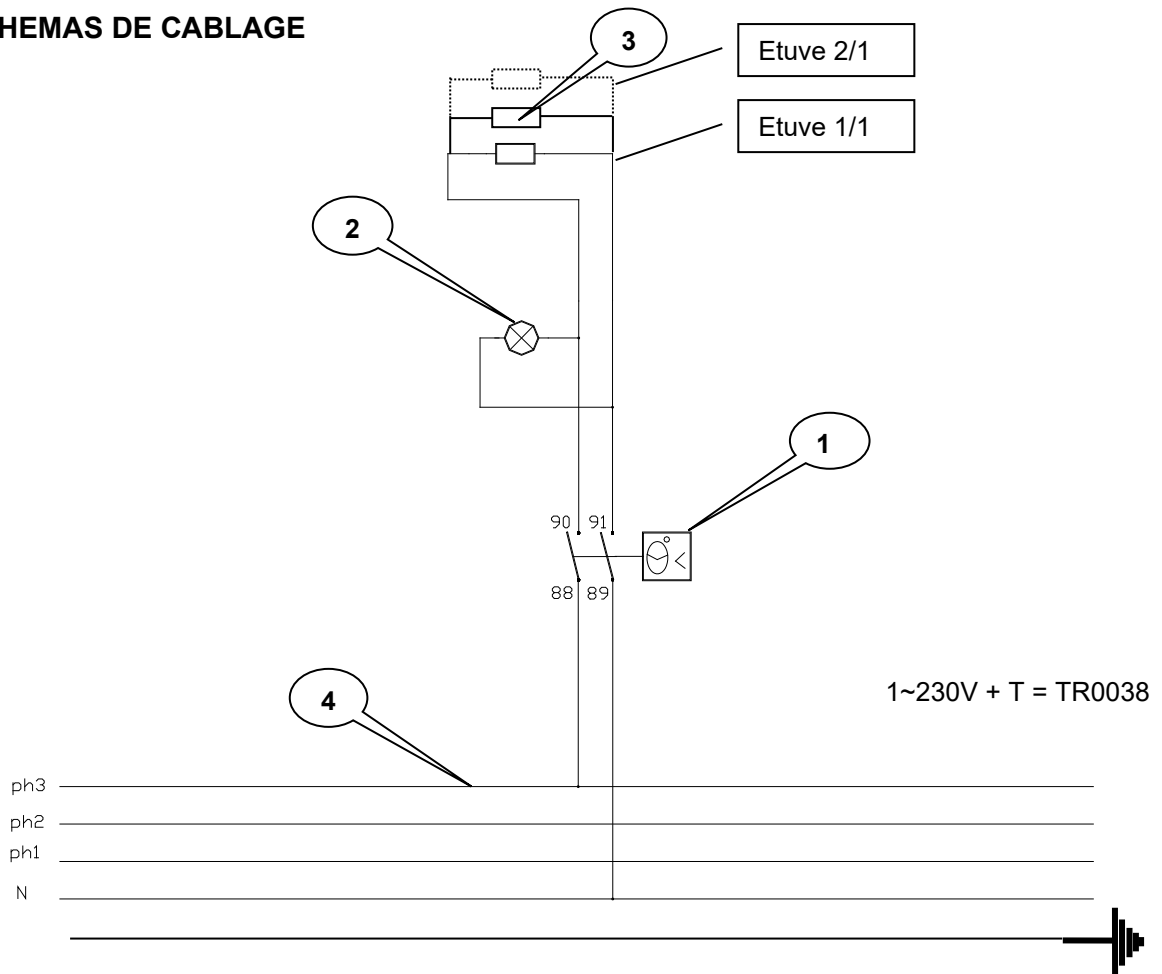 HEMAS DE CABLAGE
3
Etuve 2/1
Etuve 1/1
2
1
90 91
88 89
1~230V + T = TR0038
4
ph3
ph2
ph1
N